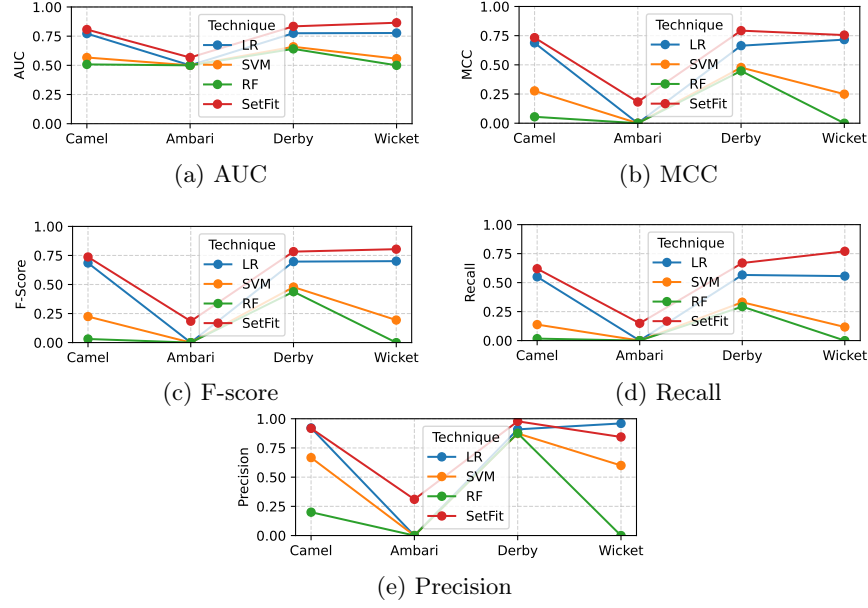 1.00
0.75
0.50
0.25
0.00
AUC
Technique
LR
SVM
RF
SetFit
Camel Ambari Derby Wicket
(a) AUC
1.00
0.75
0.50
0.25
0.00
MCC
Technique
LR
SVM
RF
SetFit
Camel Ambari Derby Wicket
(b) MCC
1.00
0.75
0.50
0.25
0.00
F-Score
Technique
LR
SVM
RF
SetFit
Camel Ambari Derby Wicket
(c) F-score
1.00
0.75
0.50
0.25
0.00
Recall
Technique
LR
SVM
RF
SetFit
Camel Ambari Derby Wicket
(d) Recall
1.00
0.75
0.50
0.25
0.00
Precision
Technique
LR
SVM
RF
SetFit
Camel Ambari Derby Wicket
(e) Precision